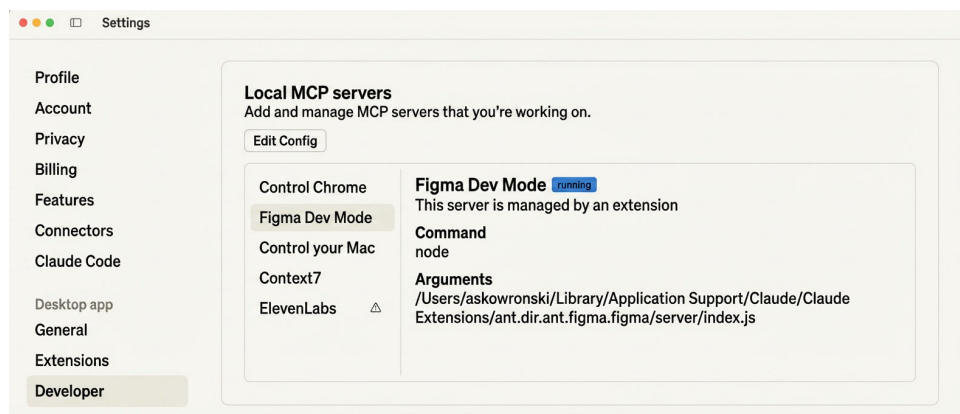 Settings
Profile
Account
Privacy
Billing
Features
Connectors
Claude Code
Desktop app
General
Extensions
Developer
Local MCP servers
Add and manage MCP servers that you’re working on.
Edit Config
Control Chrome
Figma Dev Mode
Control your Mac
Context7
ElevenLabs
Figma Dev Mode running
This server is managed by an extension
Command
node
Arguments
/Users/askowronski/Library/Application Support/Claude/Claude
Extensions/ant.dir.ant.figma.figma/server/index.js